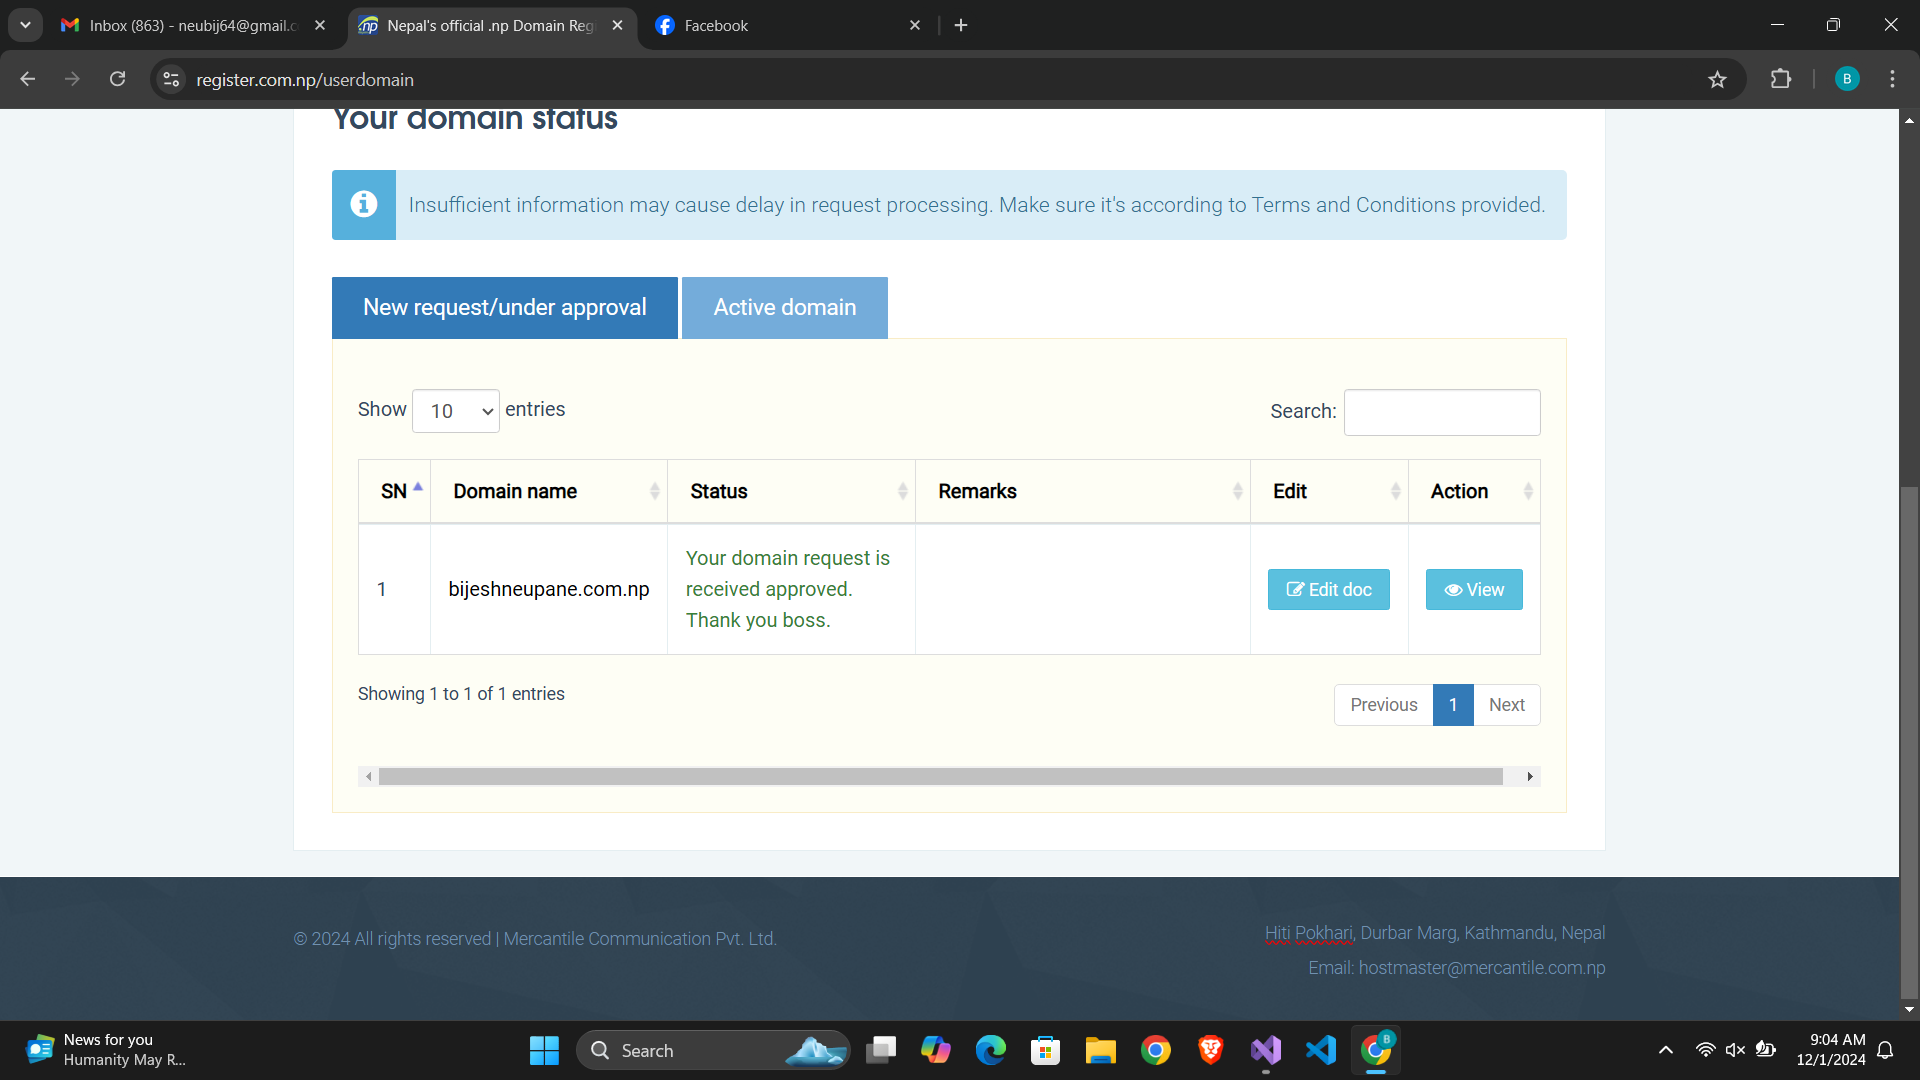 Inbox (863) - neubij64@gmail.c
Nepal's official .np Domain Reg
Facebook
register.com.np/userdomain
B
Your domain status
Insufficient information may cause delay in request processing. Make sure it's according to Terms and Conditions provided.
New request/under approval
Active domain
Show 10 entries
Search:
SN Domain name Status Remarks Edit Action
1 bijeshneupane.com.np
Your domain request is
received approved.
Thank you boss.
Edit doc
View
Showing 1 to 1 of 1 entries
Previous 1 Next
© 2024 All rights reserved | Mercantile Communication Pvt. Ltd.
Hiti Pokhari, Durbar Marg, Kathmandu, Nepal
Email: hostmaster@mercantile.com.np
News for you
Humanity May R...
Search
B
9:04 AM
12/1/2024